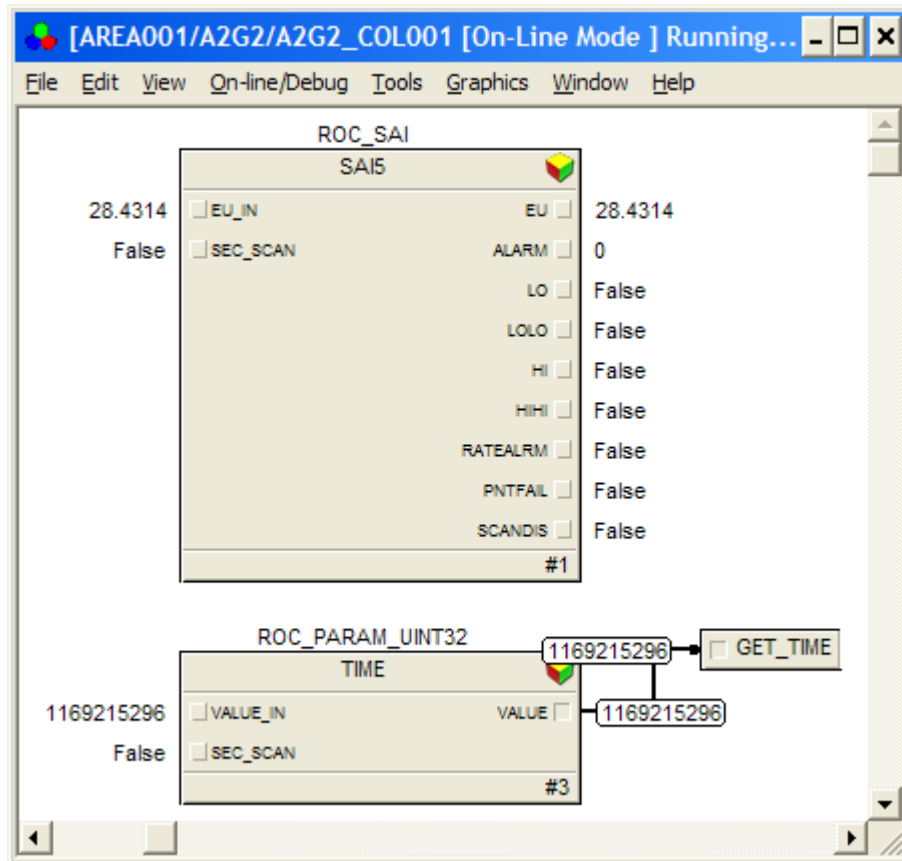 [AREA001/A2G2/A2G2_COL001 [On-Line Mode ] Running...
File Edit View On-line/Debug Tools Graphics Window Help
ROC_SAI
SAI5
28.4314 EU_IN EU 28.4314
False SEC_SCAN ALARM 0
LO False
LOLO False
HI False
HIHI False
RATEALRM False
PNTFAIL False
SCANDIS False
#1
ROC_PARAM_UINT32
1169215296 GET_TIME
TIME
1169215296 VALUE_IN VALUE 1169215296
False SEC_SCAN
#3